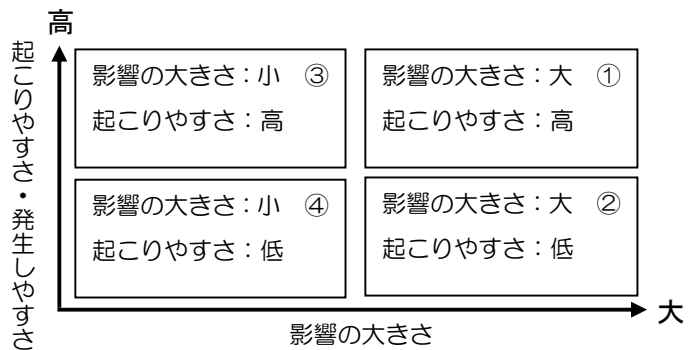 高
起こりやすさ・発生しやすさ
影響の大きさ：小　③
起こりやすさ：高
影響の大きさ：大　①
起こりやすさ：高
影響の大きさ：小　④
起こりやすさ：低
影響の大きさ：大　②
起こりやすさ：低
大
影響の大きさ